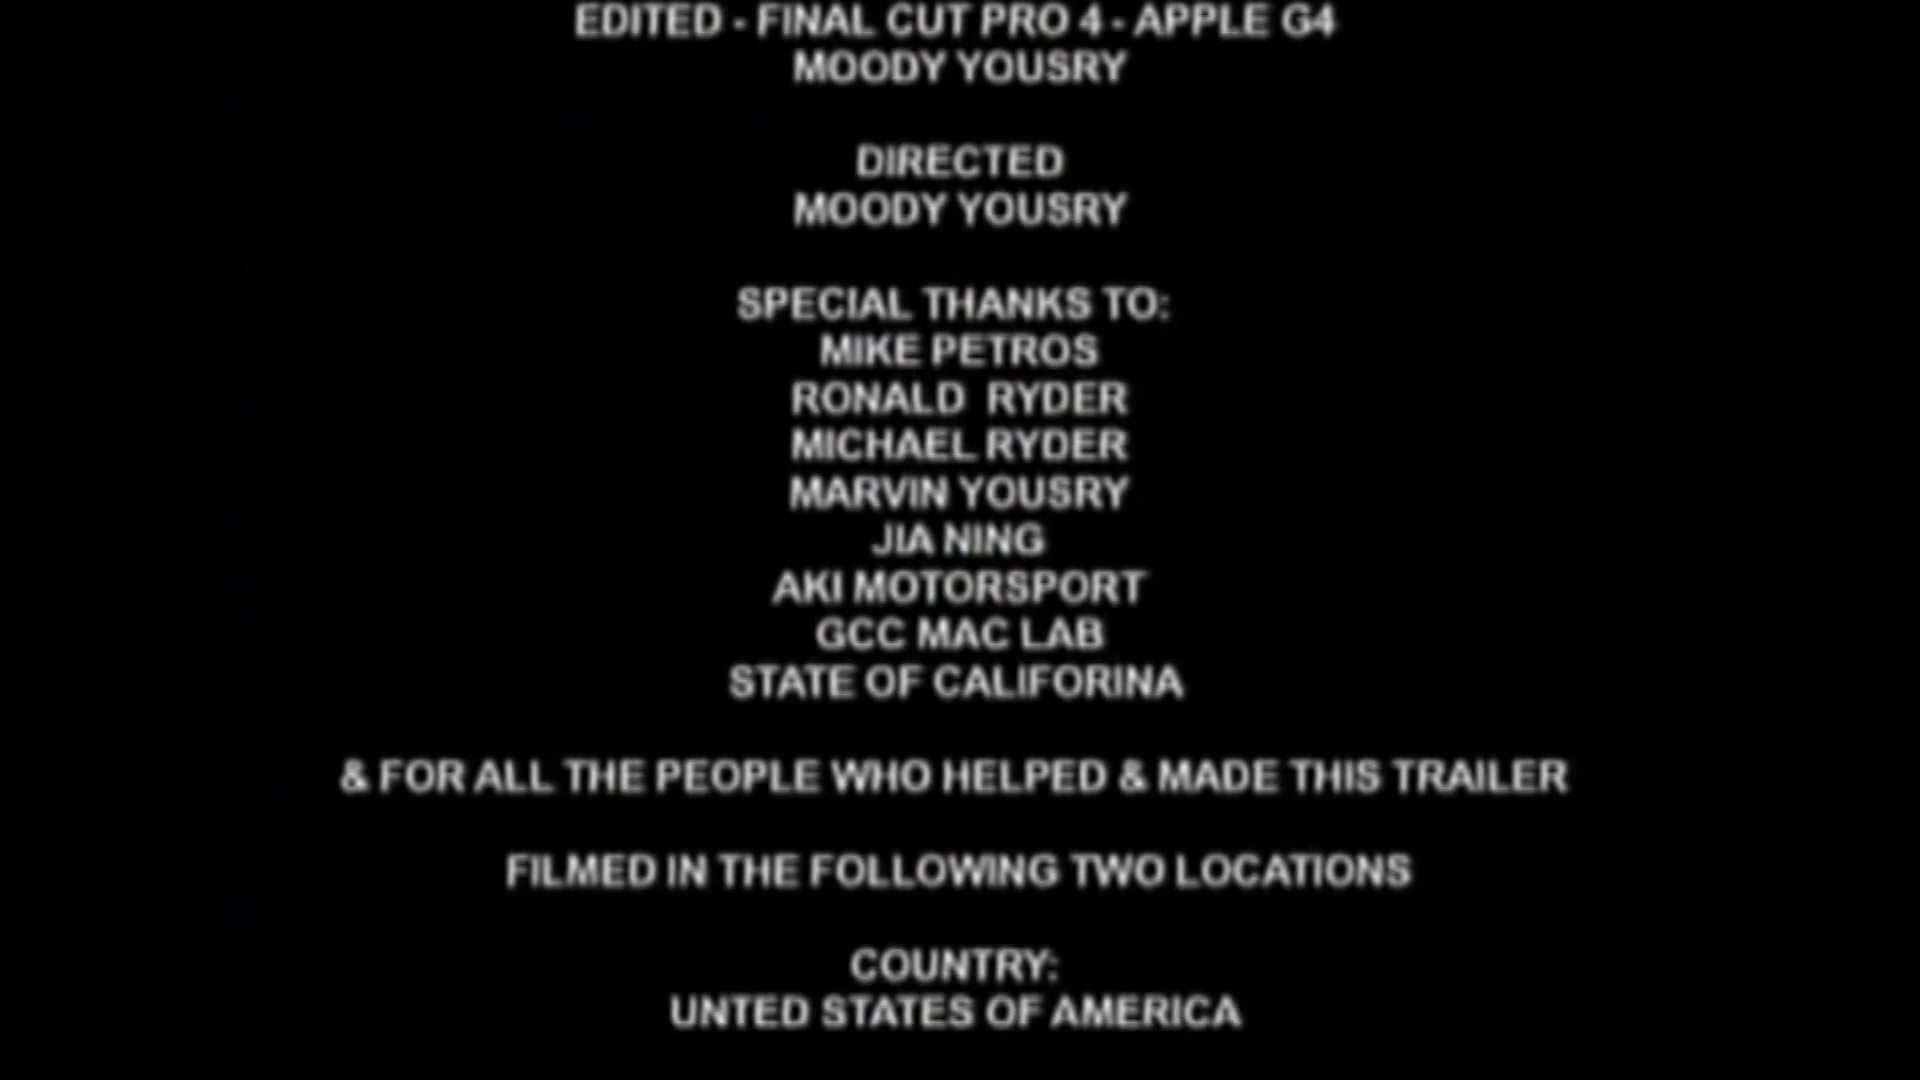 EDITED - FINAL CUT PRO 4 - APPLE G4
MOODY YOUSRY
DIRECTED
MOODY YOUSRY
SPECIAL THANKS TO:
MIKE PETROS
RONALD RYDER
MICHAEL RYDER
MARVIN YOUSRY
JIA NING
AKI MOTORSPORT
GCC MAC LAB
STATE OF CALIFORINA
& FOR ALL THE PEOPLE WHO HELPED & MADE THIS TRAILER
FILMED IN THE FOLLOWING TWO LOCATIONS
COUNTRY:
UNTED STATES OF AMERICA